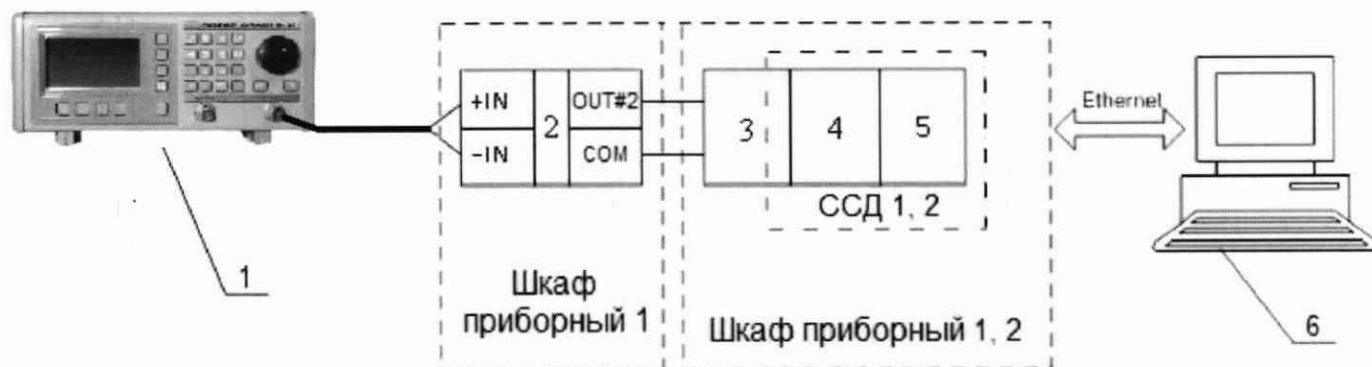 +IN
-IN
2
OUT#2
COM
3
4
5
ССД 1, 2
Ethernet
1
Шкаф
приборный 1
Шкаф приборный 1, 2
6